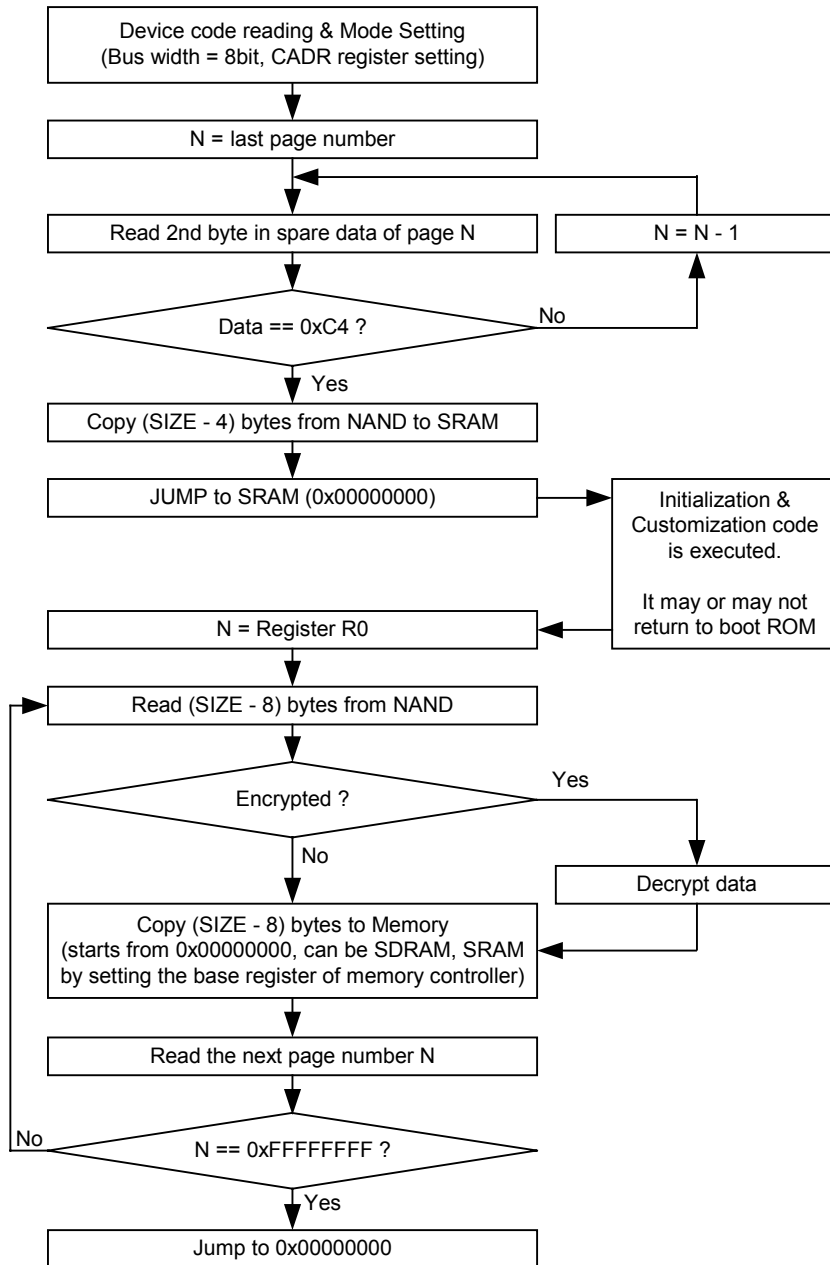 Device code reading & Mode Setting
(Bus width = 8bit, CADR register setting)
N = last page number
Read 2nd byte in spare data of page N
N = N - 1
Data == 0xC4 ?
No
Yes
Copy (SIZE - 4) bytes from NAND to SRAM
JUMP to SRAM (0x00000000)
Initialization &
Customization code
is executed.
It may or may not
return to boot ROM
N = Register R0
Read (SIZE - 8) bytes from NAND
Encrypted ?
Yes
No
Decrypt data
Copy (SIZE - 8) bytes to Memory
(starts from 0x00000000, can be SDRAM, SRAM
by setting the base register of memory controller)
Read the next page number N
No
N == 0xFFFFFFFF ?
Yes
Jump to 0x00000000